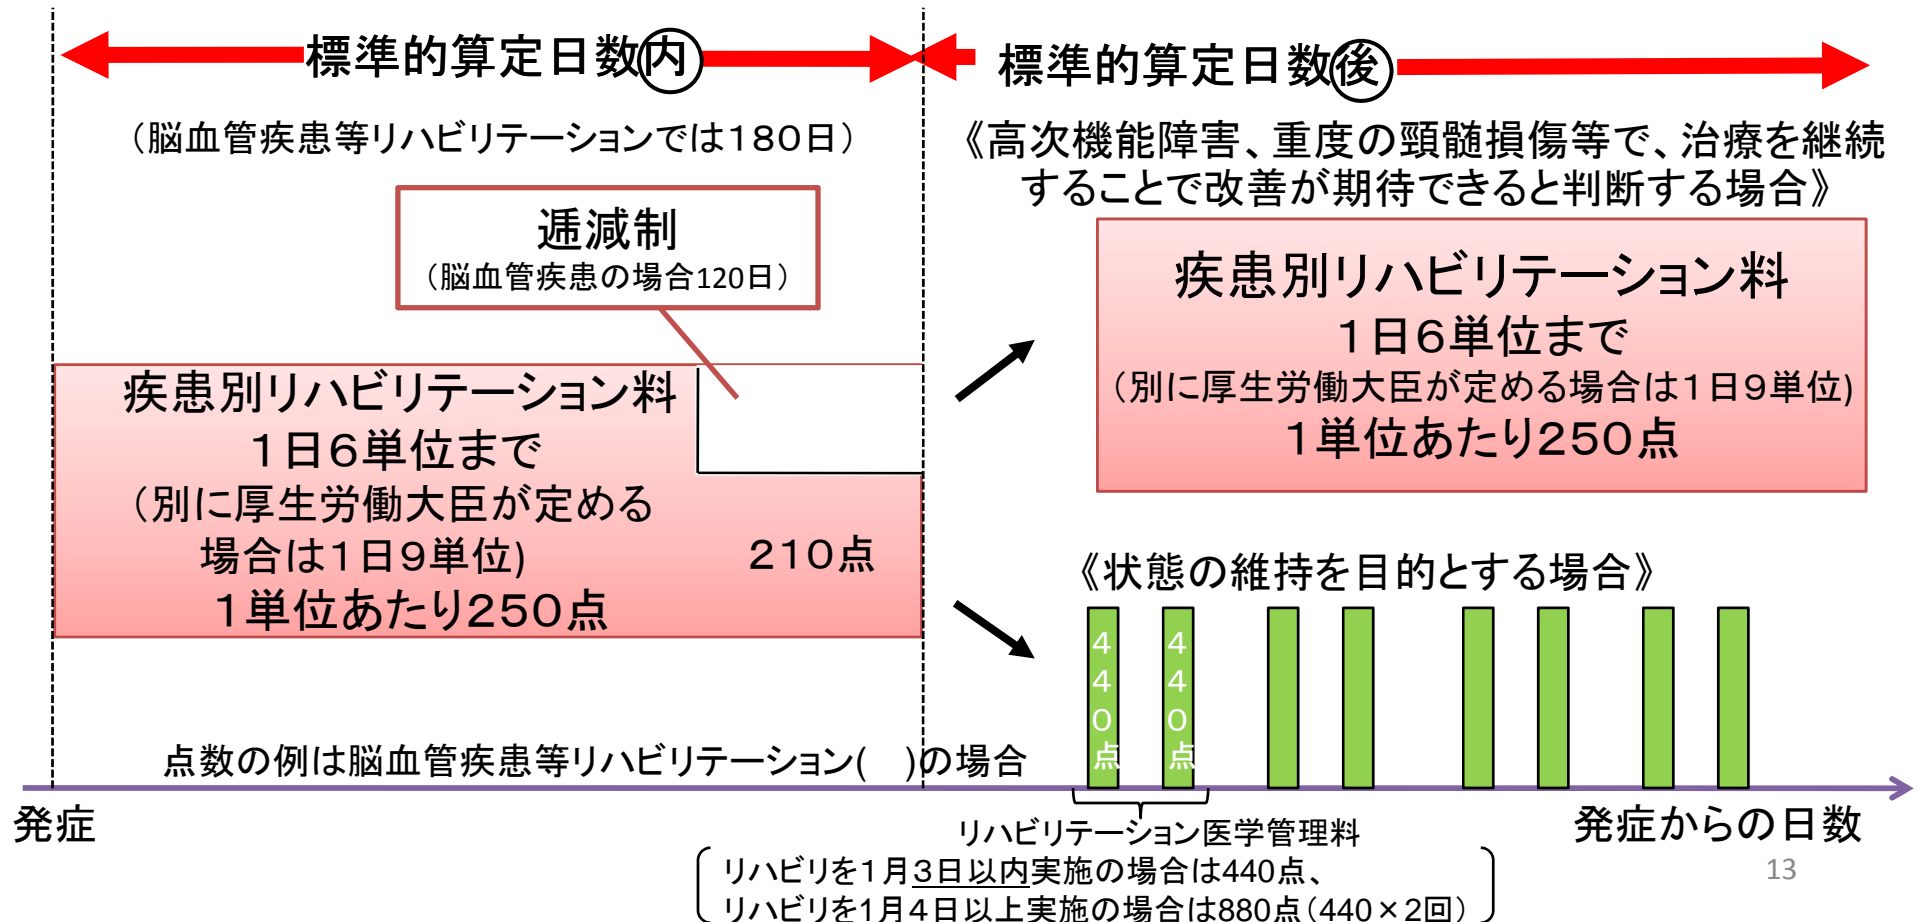 標準的算定日数内
(脳血管疾患等リハビリテーションでは180日)
逓減制
(脳血管疾患の場合120日)
疾患別リハビリテーション料
1日6単位まで
(別に厚生労働大臣が定める
場合は1日9単位)
1単位あたり250点
210点
標準的算定日数後
《高次機能障害、重度の頸髄損傷等で、治療を継続
することで改善が期待できると判断する場合》
疾患別リハビリテーション料
1日6単位まで
(別に厚生労働大臣が定める場合は1日9単位)
1単位あたり250点
《状態の維持を目的とする場合》
440点
440点
点数の例は脳血管疾患等リハビリテーション( )の場合
発症
発症からの日数
リハビリテーション医学管理料
リハビリを1月3日以内実施の場合は440点、
リハビリを1月4日以上実施の場合は880点(440×2回)
13